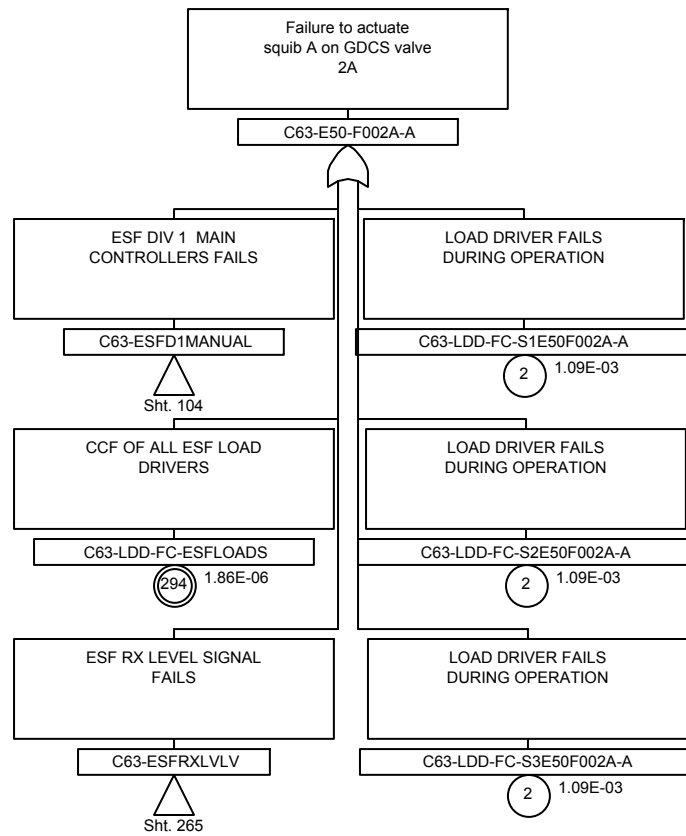 Failure to actuate
squib A on GDCS valve
2A
C63-E50-F002A-A
ESF DIV 1 MAIN
CONTROLLERS FAILS
C63-ESFD1MANUAL
Sht. 104
LOAD DRIVER FAILS
DURING OPERATION
C63-LDD-FC-S1E50F002A-A
2
1.09E-03
CCF OF ALL ESF LOAD
DRIVERS
C63-LDD-FC-ESFLOADS
294
1.86E-06
LOAD DRIVER FAILS
DURING OPERATION
C63-LDD-FC-S2E50F002A-A
2
1.09E-03
ESF RX LEVEL SIGNAL
FAILS
C63-ESFRXLVLV
Sht. 265
LOAD DRIVER FAILS
DURING OPERATION
C63-LDD-FC-S3E50F002A-A
2
1.09E-03